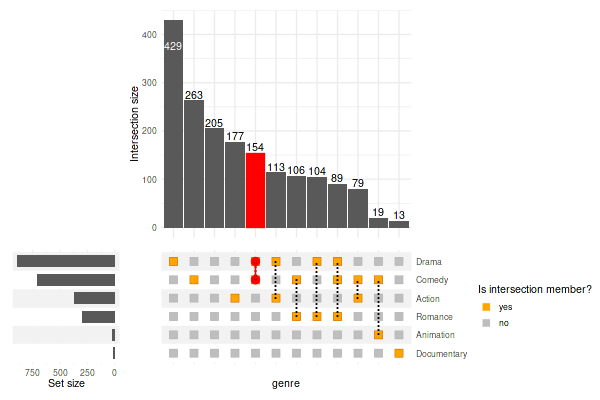 400
300
200
100
0
Intersection size
429
263
205
177
154
113
106
104
89
79
19
13
Drama
Comedy
Action
Romance
Animation
Documentary
750 500 250 0
Set size
genre
Is intersection member?
yes
no